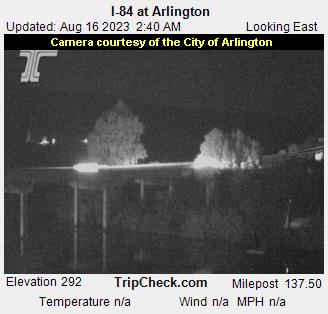 I-84 at Arlington
Updated: Aug 16 2023 2:40 AM Looking East
Camera courtesy of the City of Arlington
Elevation 292 TripCheck.com Milepost 137.50
Temperature n/a Wind n/a MPH n/a